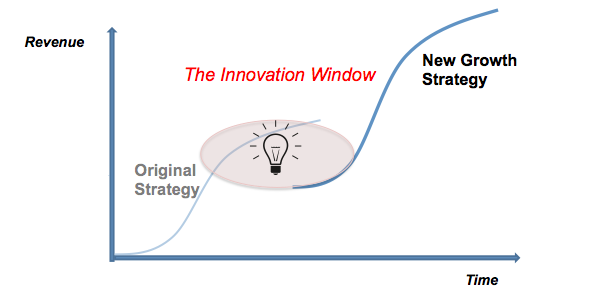 Revenue
The Innovation Window
New Growth
Strategy
Original
Strategy
Time